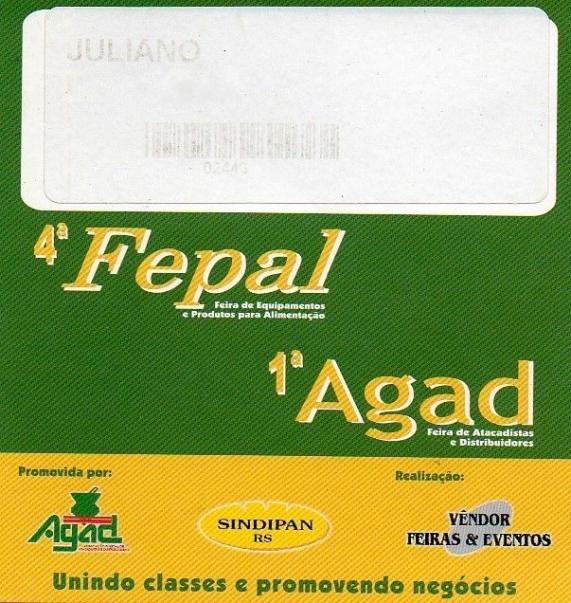 JULIANO
02445
4ª Fepal
Feira de Equipamentos
e Produtos para Alimentação
1ª Agad
Feira de Atacadistas
e Distribuidores
Promovida por:
Realização:
Agad
SINDIPAN
RS
VÊNDOR
FEIRAS & EVENTOS
Unindo classes e promovendo negócios